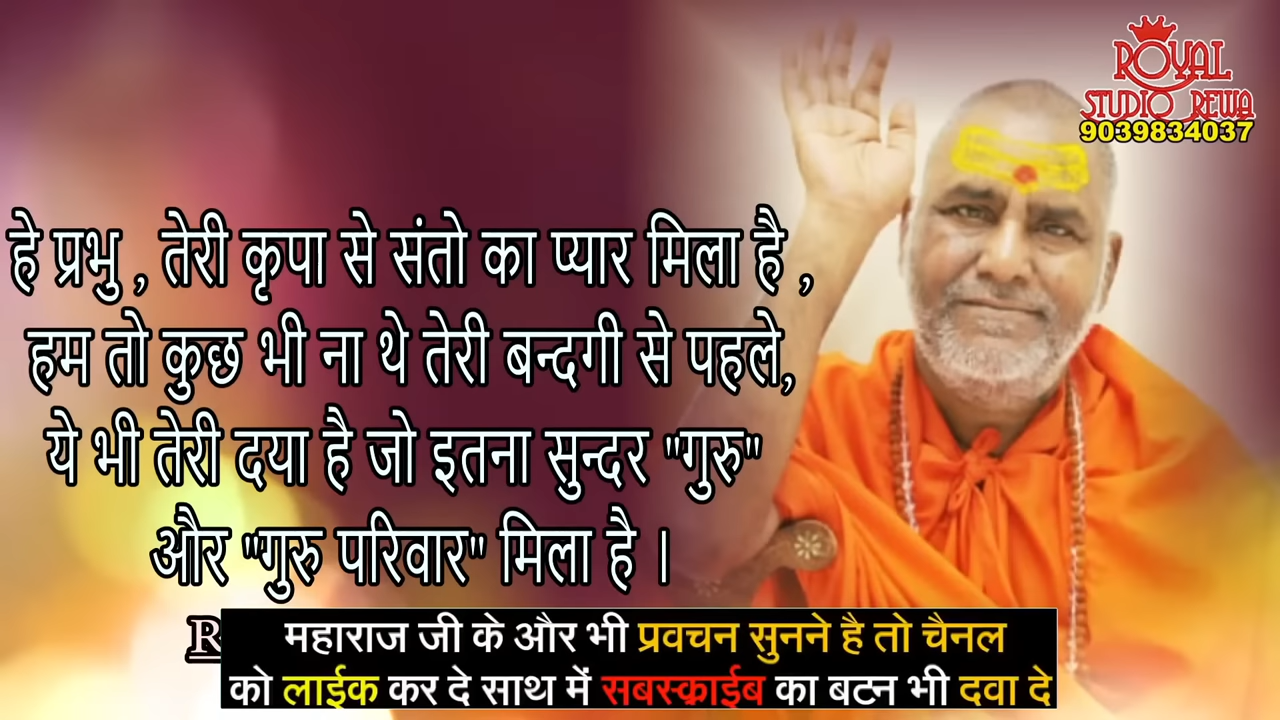 ROYAL
STUDIO REWA
9039834037
हे प्रभु , तेरी कृपा से संतो का प्यार मिला है ,
हम तो कुछ भी ना थे तेरी बन्दगी से पहले,
ये भी तेरी दया है जो इतना सुन्दर "गुरु"
और "गुरु परिवार" मिला है ।
महाराज जी के और भी प्रवचन सुनने है तो चैनल
को लाईक कर दे साथ में सबस्क्राईब का बटन भी दवा दे